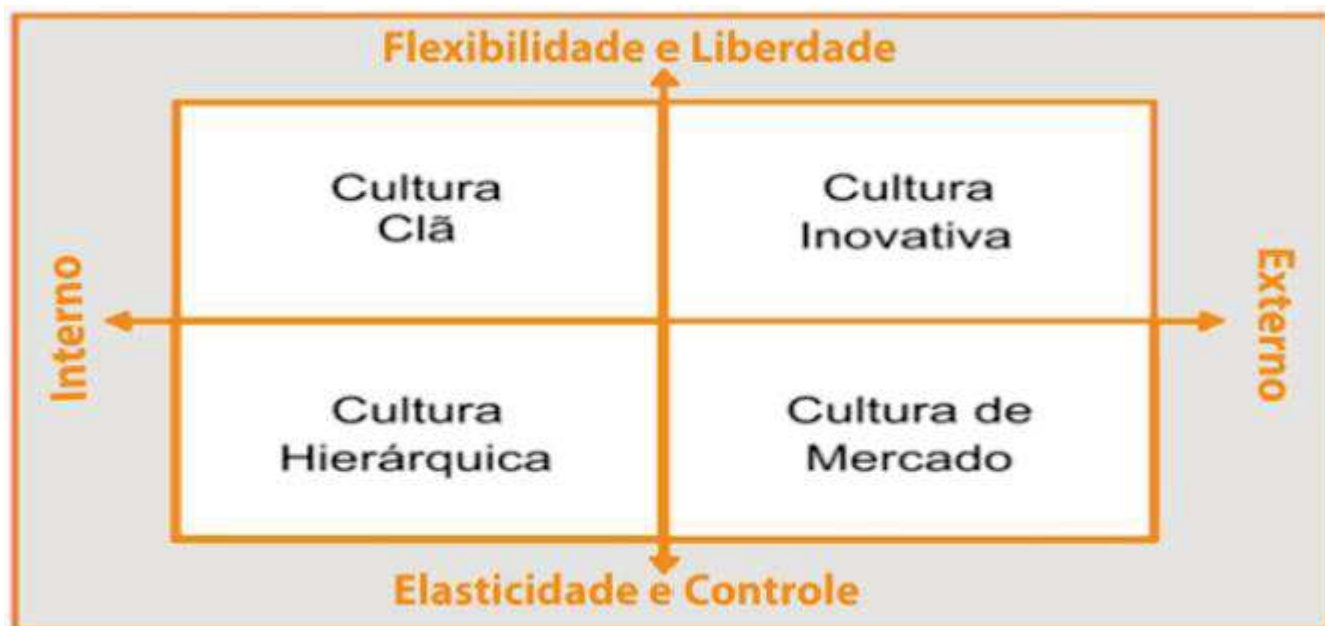 Flexibilidade e Liberdade
Cultura
Clã
Cultura
Inovativa
Interno
Externo
Cultura
Hierárquica
Cultura de
Mercado
Elasticidade e Controle